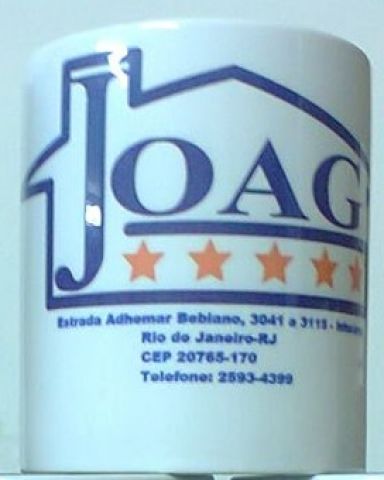 JOAG
Estrada Adhemar Bebiano, 3041 a 3115 -
Rio de Janeiro-RJ
CEP 20765-170
Telefone: 2593-4399